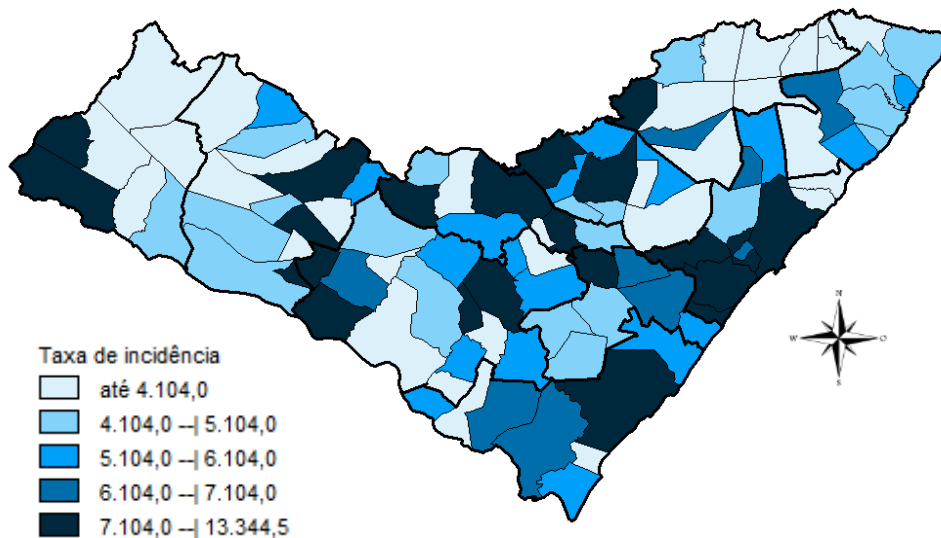 Taxa de incidência
até 4.104,0
4.104,0 --| 5.104,0
5.104,0 --| 6.104,0
6.104,0 --| 7.104,0
7.104,0 --| 13.344,5
N
W
O
S